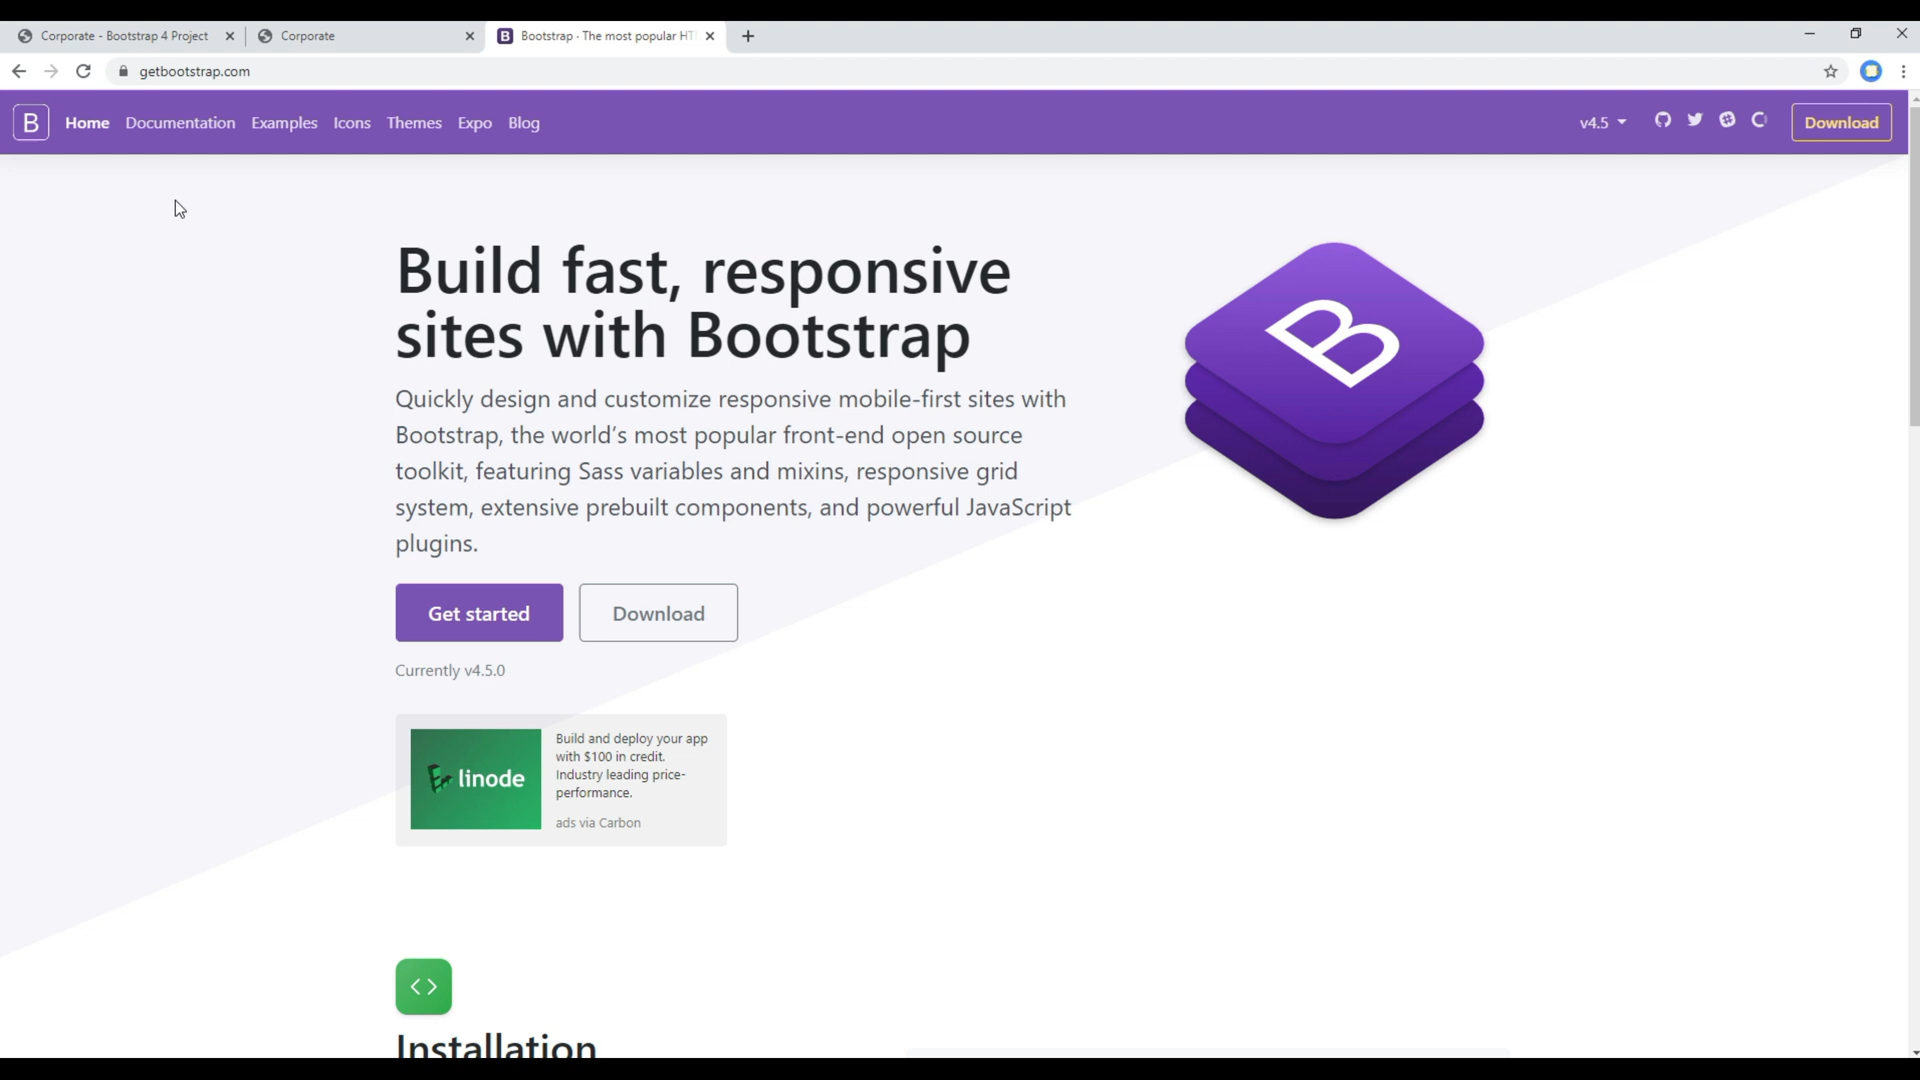 Corporate - Bootstrap 4 Project
Corporate
B Bootstrap · The most popular HT
getbootstrap.com
B Home Documentation Examples Icons Themes Expo Blog v4.5 Download
Build fast, responsive
sites with Bootstrap
B
Quickly design and customize responsive mobile-first sites with
Bootstrap, the world’s most popular front-end open source
toolkit, featuring Sass variables and mixins, responsive grid
system, extensive prebuilt components, and powerful JavaScript
plugins.
Get started Download
Currently v4.5.0
linode
Build and deploy your app
with $100 in credit.
Industry leading price-
performance.
ads via Carbon
Installation